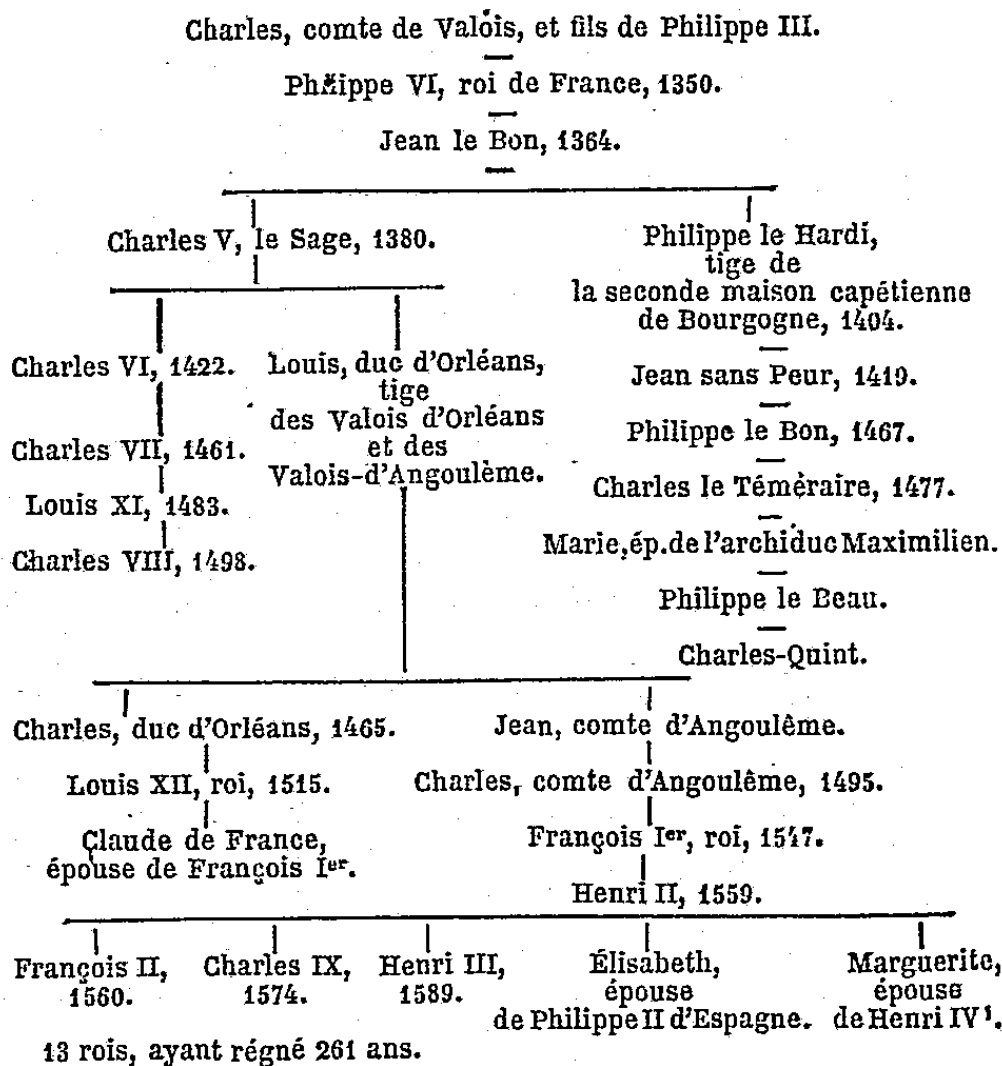 Charles, comte de Valois, et fils de Philippe III.
Philippe VI, roi de France, 1350.
Jean le Bon, 1364.
Charles V, le Sage, 1380.
Philippe le Hardi,
tige de
la seconde maison capétienne
de Bourgogne, 1404.
Charles VI, 1422.
Louis, duc d'Orléans,
tige
des Valois d'Orléans
et des
Valois-d'Angoulême.
Jean sans Peur, 1419.
Charles VII, 1461.
Philippe le Bon, 1467.
Louis XI, 1483.
Charles le Téméraire, 1477.
Charles VIII, 1498.
Marie, ép. de l'archiduc Maximilien.
Philippe le Beau.
Charles-Quint.
Charles, duc d'Orléans, 1465.
Jean, comte d'Angoulême.
Louis XII, roi, 1515.
Charles, comte d'Angoulême, 1495.
Claude de France,
épouse de François Ier.
François Ier, roi, 1547.
Henri II, 1559.
François II,
1560.
Charles IX,
1574.
Henri III,
1589.
Élisabeth,
épouse
de Philippe II d'Espagne.
Marguerite,
épouse
de Henri IV¹.
13 rois, ayant régné 261 ans.